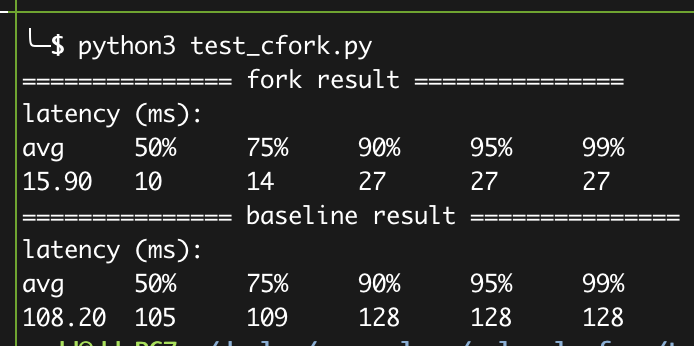 ╰─$ python3 test_cfork.py
=============== fork result ===============
latency (ms):
avg 50% 75% 90% 95% 99%
15.90 10 14 27 27 27
=============== baseline result ===============
latency (ms):
avg 50% 75% 90% 95% 99%
108.20 105 109 128 128 128